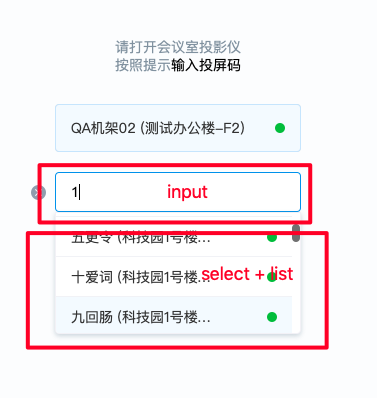 请打开会议室投影仪
按照提示输入投屏码
QA机架02 (测试办公楼-F2)
1
input
五更令 (科技园1号楼...
十爱词 (科技园1号楼...
select + list
九回肠 (科技园1号楼...